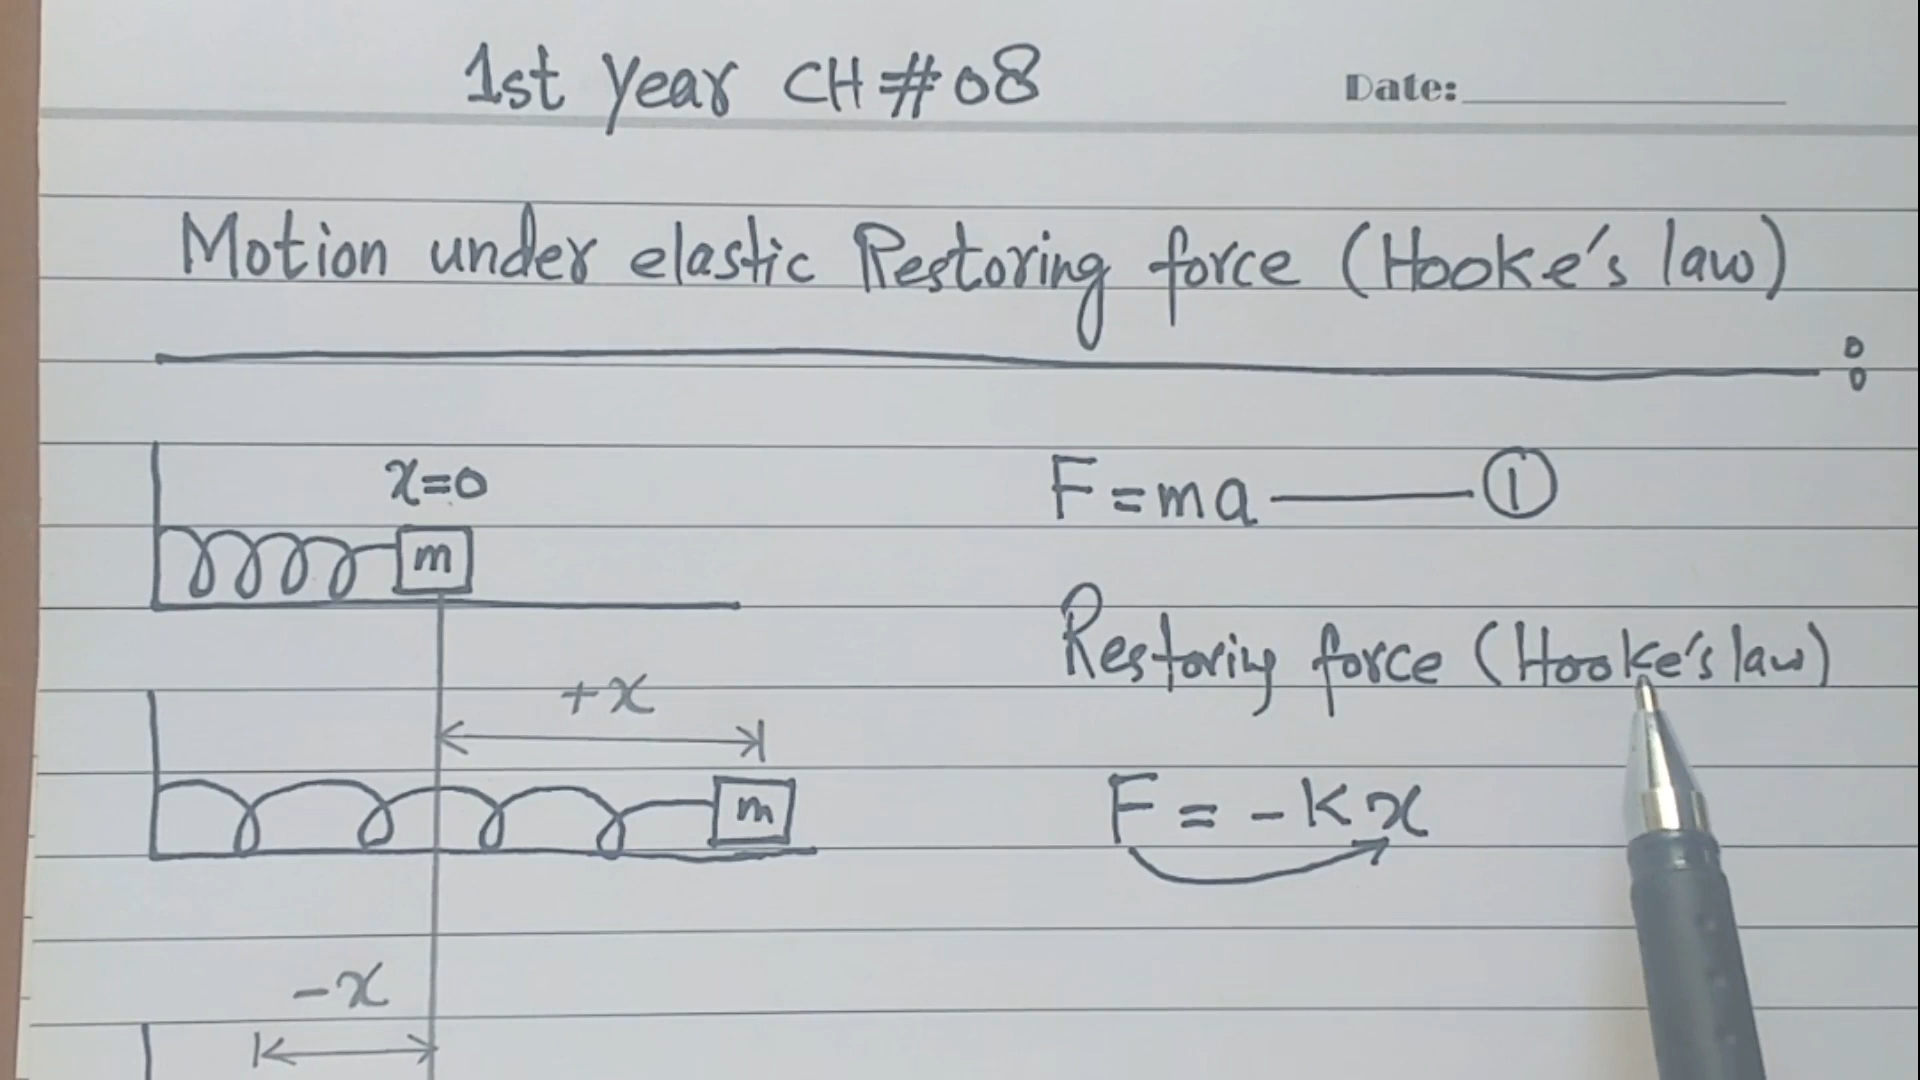 1st Year CH#08
Date:
Motion under elastic Restoring force (Hooke's law)
:
x=0
m
F=ma ——— ①
Restoring force (Hooke's law)
+x
m
F = -Kx
-x